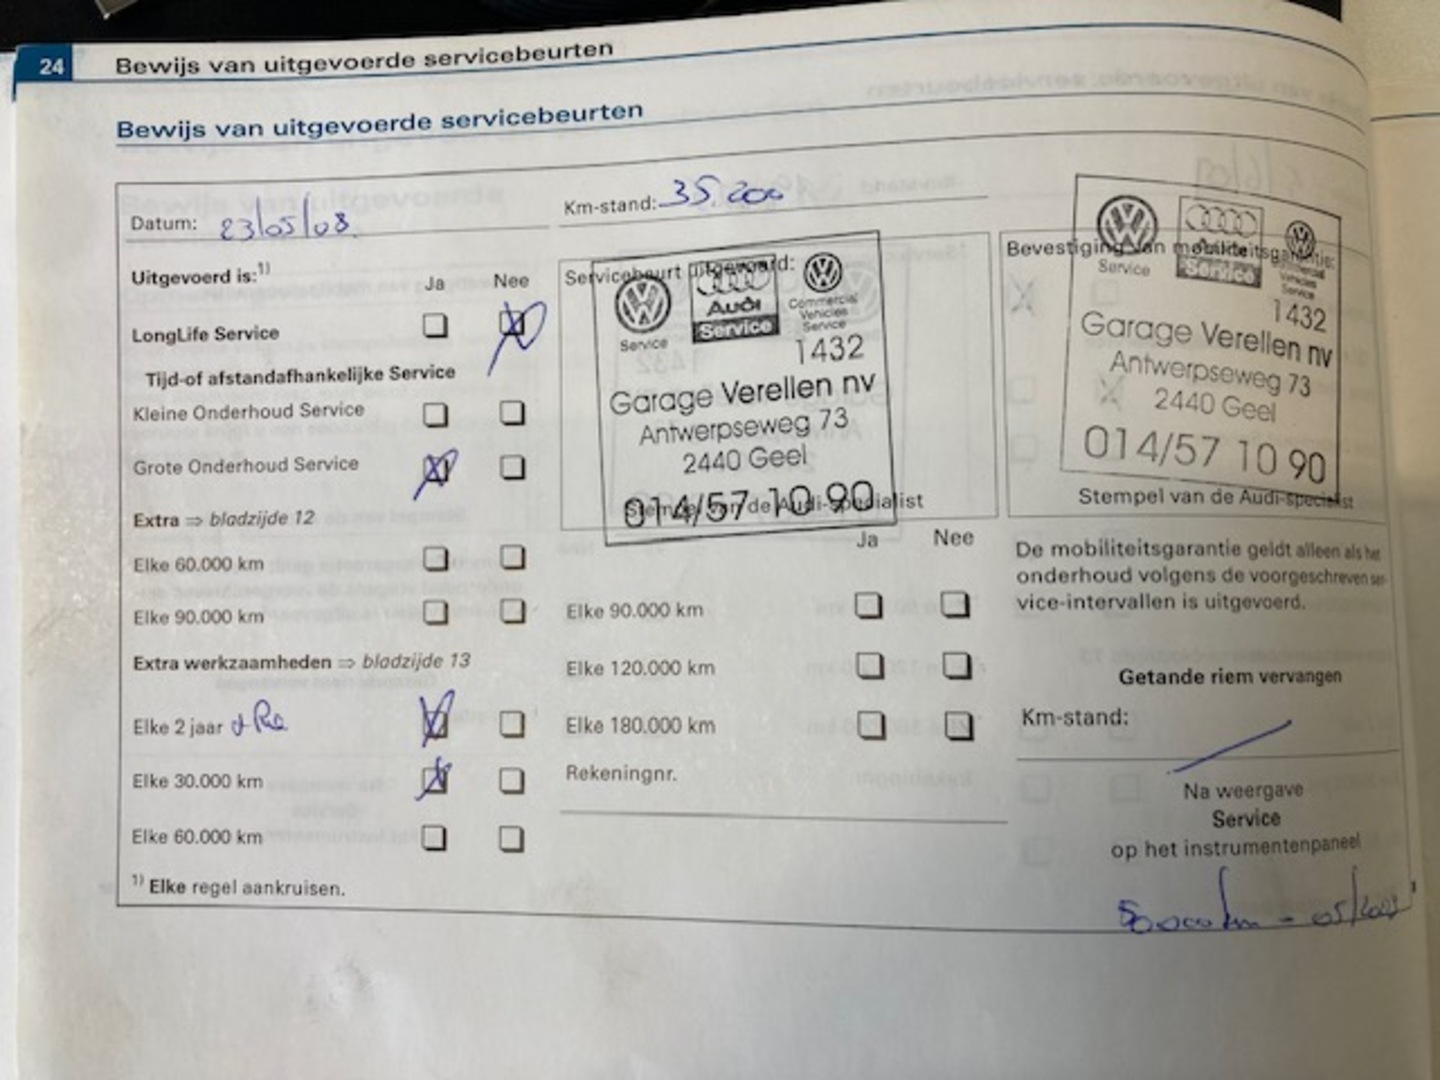 24 Bewijs van uitgevoerde servicebeurten
Bewijs van uitgevoerde servicebeurten
Datum: 23/05/08 Km-stand: 35.200
Uitgevoerd is:1) Ja Nee
LongLife Service
Tijd-of afstandafhankelijke Service
Kleine Onderhoud Service
Grote Onderhoud Service
Extra ⇒ bladzijde 12
Elke 60.000 km
Elke 90.000 km
Extra werkzaamheden ⇒ bladzijde 13
Elke 2 jaar
Elke 30.000 km
Elke 60.000 km
1) Elke regel aankruisen.
Servicebeurt uitgevoerd:
Service
Audi
Service
Commercial
Vehicles
Service
1432
Garage Verellen nv
Antwerpseweg 73
2440 Geel
014/57 10 90
Stempel van de Audi-specialist
Ja Nee
Elke 90.000 km
Elke 120.000 km
Elke 180.000 km
Rekeningnr.
Bevestiging van mobiliteitsgarantie:
Service
Service
Commercial
Vehicles
Service
1432
Garage Verellen nv
Antwerpseweg 73
2440 Geel
014/57 10 90
Stempel van de Audi-specialist
De mobiliteitsgarantie geldt alleen als het
onderhoud volgens de voorgeschreven ser-
vice-intervallen is uitgevoerd.
Getande riem vervangen
Km-stand:
Na weergave
Service
op het instrumentenpaneel